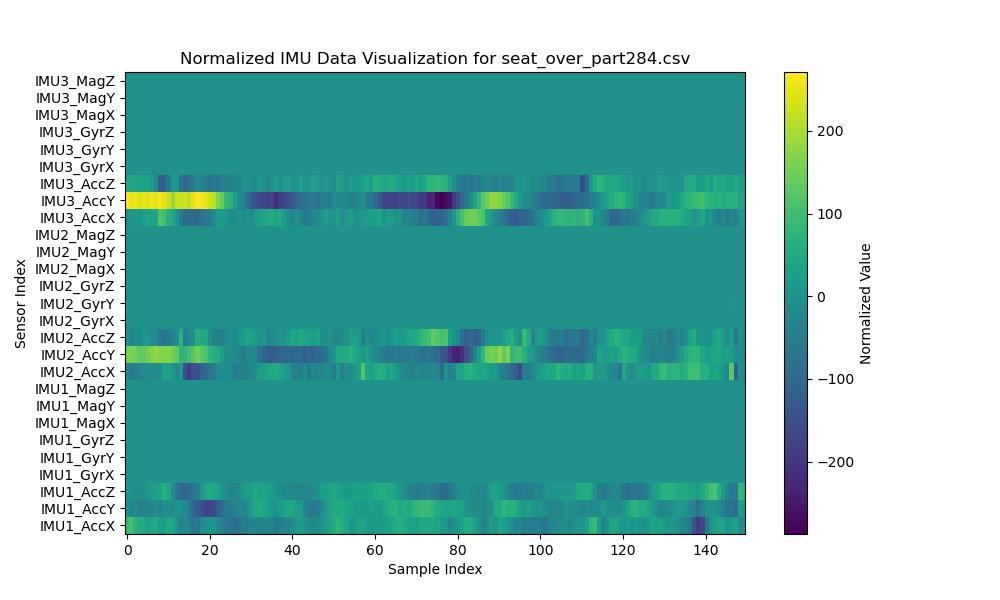 Normalized IMU Data Visualization for seat_over_part284.csv
IMU3_MagZ
IMU3_MagY
IMU3_MagX
IMU3_GyrZ
IMU3_GyrY
IMU3_GyrX
IMU3_AccZ
IMU3_AccY
IMU3_AccX
IMU2_MagZ
IMU2_MagY
IMU2_MagX
IMU2_GyrZ
IMU2_GyrY
IMU2_GyrX
IMU2_AccZ
IMU2_AccY
IMU2_AccX
IMU1_MagZ
IMU1_MagY
IMU1_MagX
IMU1_GyrZ
IMU1_GyrY
IMU1_GyrX
IMU1_AccZ
IMU1_AccY
IMU1_AccX
Sensor Index
0 20 40 60 80 100 120 140
Sample Index
200
100
0
−100
−200
Normalized Value